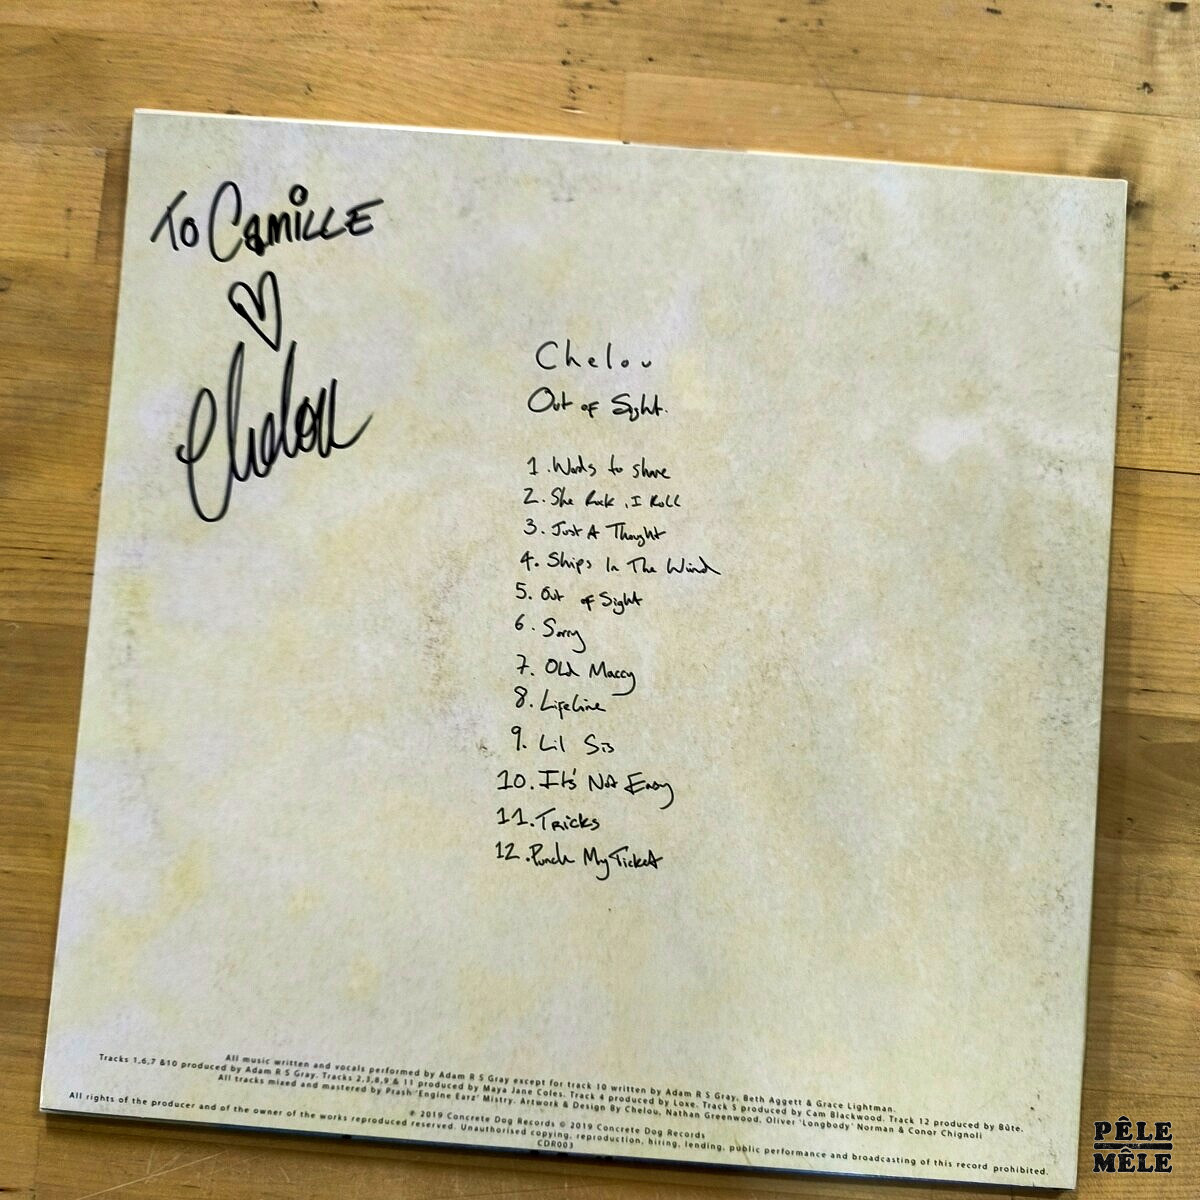 To Camille
Chelou
Chelou
Out of Sight.
1. Words to share
2. She Rock, I Roll
3. Just A Thought
4. Ships In The Wind
5. Out of Sight
6. Sorry
7. Old Maccy
8. Lifeline
9. Lil Sis
10. It's Not Easy
11. Tricks
12. Punch My Ticket
All music written and vocals performed by Adam R S Gray except for track 10 written by Adam R S Gray, Beth Aggett & Grace Lightman.
Tracks 1,6,7 &10 produced by Adam R S Gray. Tracks 2,3,8,9 & 11 produced by Maya Jane Coles. Track 4 produced by Loxe. Track 5 produced by Cam Blackwood. Track 12 produced by Bûte.
All tracks mixed and mastered by Prash 'Engine Earz' Mistry. Artwork & Design By Chelou, Nathan Greenwood, Oliver 'Longbody' Norman & Conor Chignoli
℗ 2019 Concrete Dog Records © 2019 Concrete Dog Records
All rights of the producer and of the owner of the works reproduced reserved. Unauthorised copying, reproduction, hiring, lending, public performance and broadcasting of this record prohibited.
CDR003
PÊLE
MÊLE